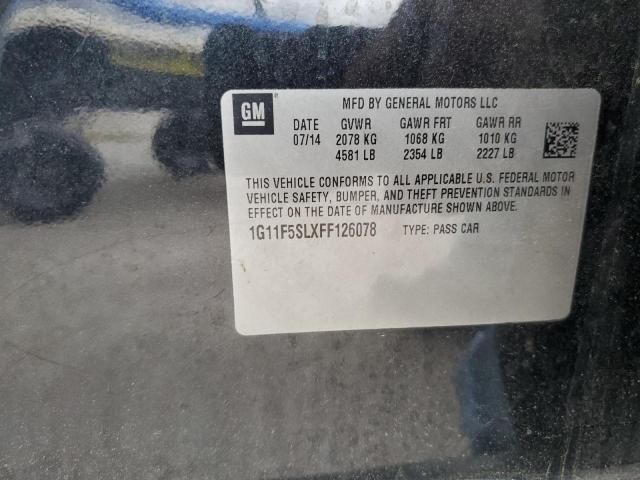 GM ® MFD BY GENERAL MOTORS LLC
DATE GVWR GAWR FRT GAWR RR
07/14 2078 KG 1068 KG 1010 KG
4581 LB 2354 LB 2227 LB
THIS VEHICLE CONFORMS TO ALL APPLICABLE U.S. FEDERAL MOTOR
VEHICLE SAFETY, BUMPER, AND THEFT PREVENTION STANDARDS IN
EFFECT ON THE DATE OF MANUFACTURE SHOWN ABOVE.
1G11F5SLXFF126078 TYPE: PASS CAR